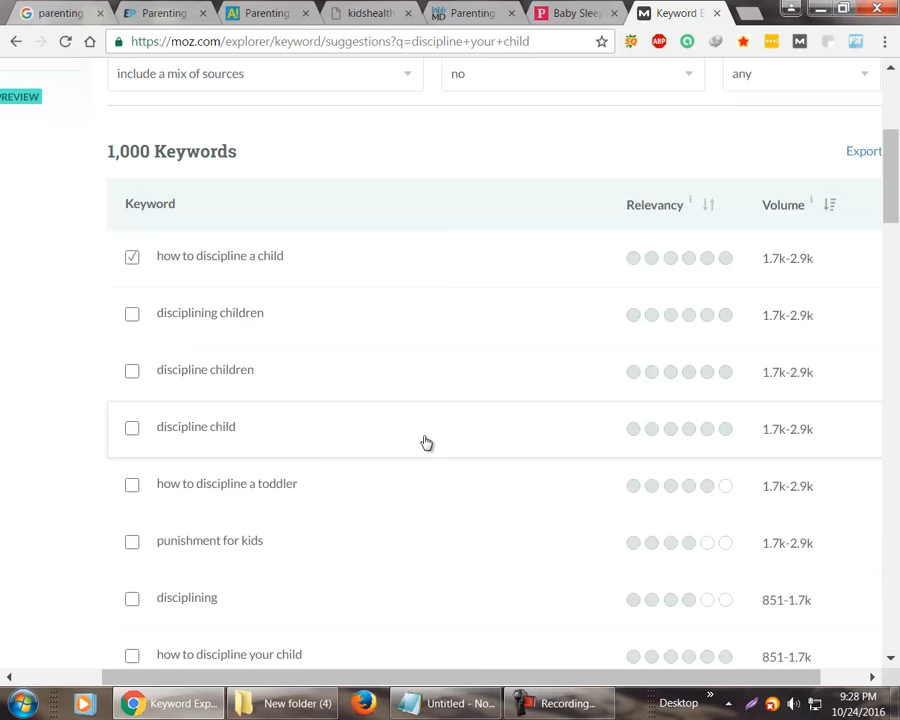 parenting
Parenting
Parenting
kidshealth
Parenting
Baby Sleep
Keyword E
https://moz.com/explorer/keyword/suggestions?q=discipline+your+child
PREVIEW
include a mix of sources
no
any
1,000 Keywords
Export
Keyword
Relevancy
Volume
how to discipline a child
1.7k-2.9k
disciplining children
1.7k-2.9k
discipline children
1.7k-2.9k
discipline child
1.7k-2.9k
how to discipline a toddler
1.7k-2.9k
punishment for kids
1.7k-2.9k
disciplining
851-1.7k
how to discipline your child
851-1.7k
Keyword Exp...
New folder (4)
Untitled - No...
Recording...
Desktop
9:28 PM
10/24/2016